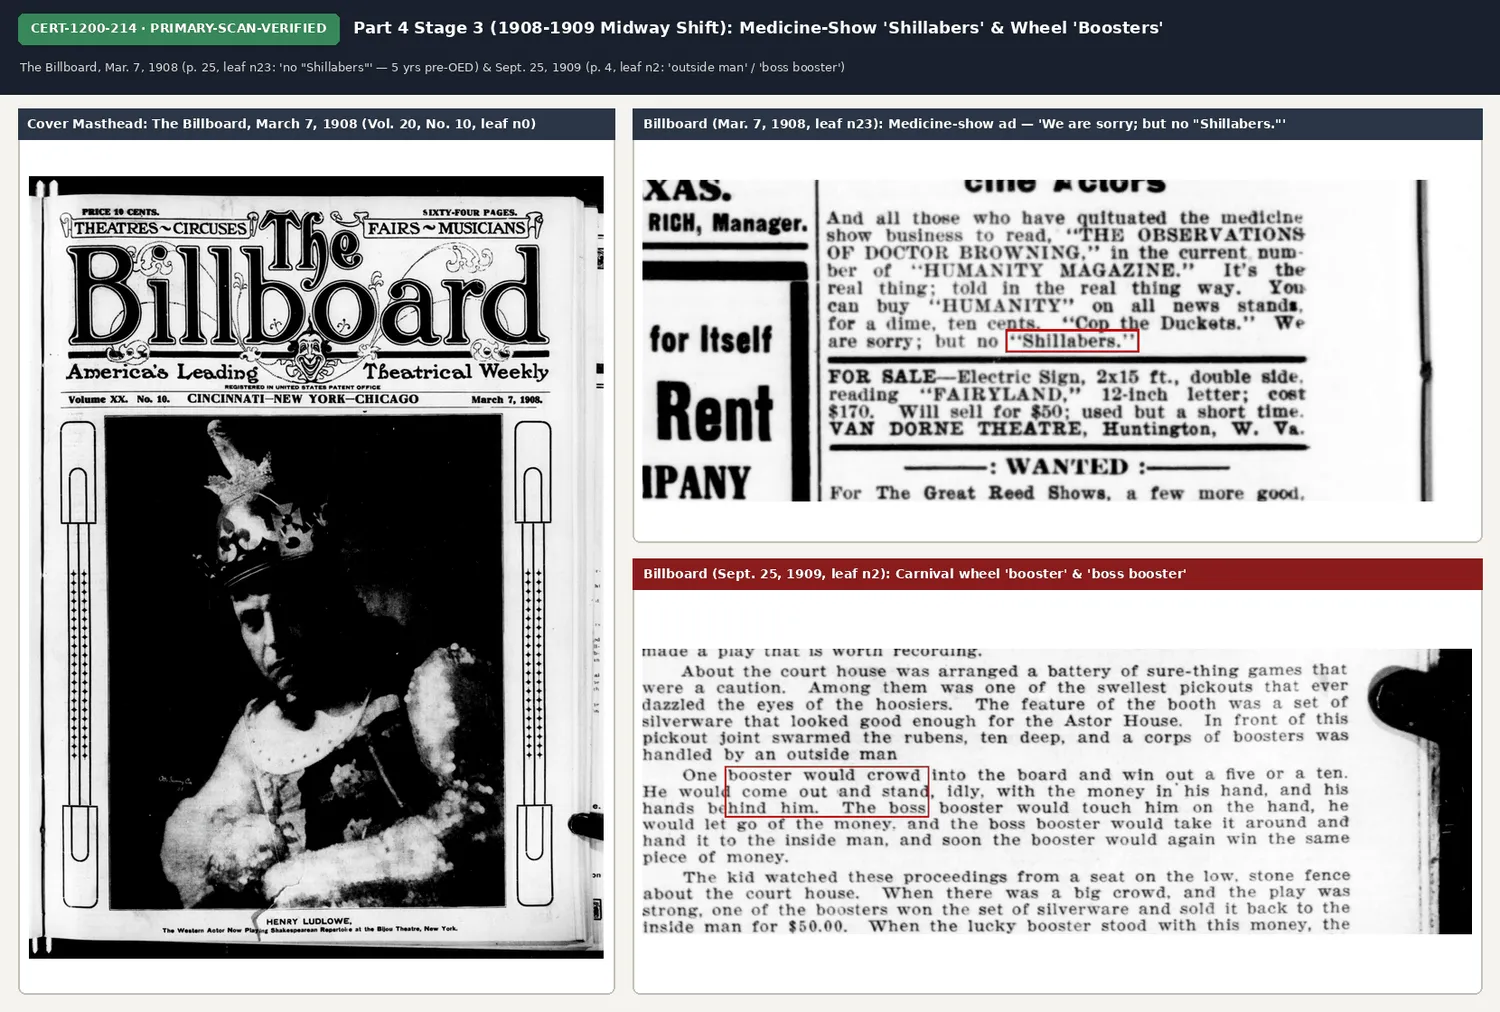 CERT-1200-214 · PRIMARY-SCAN-VERIFIED
Part 4 Stage 3 (1908-1909 Midway Shift): Medicine-Show 'Shillabers' & Wheel 'Boosters'
The Billboard, Mar. 7, 1908 (p. 25, leaf n23: 'no "Shillabers"' — 5 yrs pre-OED) & Sept. 25, 1909 (p. 4, leaf n2: 'outside man' / 'boss booster')
Cover Masthead: The Billboard, March 7, 1908 (Vol. 20, No. 10, leaf n0)
PRICE 10 CENTS.
SIXTY-FOUR PAGES.
THEATRES~CIRCUSES
The
FAIRS~MUSICIANS
Billboard
America's Leading
Theatrical Weekly
REGISTERED IN UNITED STATES PATENT OFFICE
Volume XX. No. 10.
CINCINNATI—NEW YORK—CHICAGO
March 7, 1908.
HENRY LUDLOWE,
The Western Actor Now Playing Shakespearean Repertoire at the Bijou Theatre, New York.
Billboard (Mar. 7, 1908, leaf n23): Medicine-show ad — 'We are sorry; but no "Shillabers."'
XAS.
RICH, Manager.
for Itself
Rent
IPANY
cine Actors
And all those who have quituated the medicine
show business to read, "THE OBSERVATIONS
OF DOCTOR BROWNING," in the current num-
ber of "HUMANITY MAGAZINE." It's the
real thing; told in the real thing way. You
can buy "HUMANITY" on all news stands,
for a dime, ten cents. "Cop the Duckets." We
are sorry; but no "Shillabers."
FOR SALE—Electric Sign, 2x15 ft., double side,
reading "FAIRYLAND," 12-inch letter; cost
$170. Will sell for $50; used but a short time.
VAN DORNE THEATRE, Huntington, W. Va.
———: WANTED :———
For The Great Reed Shows, a few more good,
Billboard (Sept. 25, 1909, leaf n2): Carnival wheel 'booster' & 'boss booster'
made a play that is worth recording.
About the court house was arranged a battery of sure-thing games that
were a caution. Among them was one of the swellest pickouts that ever
dazzled the eyes of the hoosiers. The feature of the booth was a set of
silverware that looked good enough for the Astor House. In front of this
pickout joint swarmed the rubens, ten deep, and a corps of boosters was
handled by an outside man
One booster would crowd into the board and win out a five or a ten.
He would come out and stand, idly, with the money in his hand, and his
hands behind him. The boss booster would touch him on the hand, he
would let go of the money, and the boss booster would take it around and
hand it to the inside man, and soon the booster would again win the same
piece of money.
The kid watched these proceedings from a seat on the low, stone fence
about the court house. When there was a big crowd, and the play was
strong, one of the boosters won the set of silverware and sold it back to the
inside man for $50.00. When the lucky booster stood with this money, the